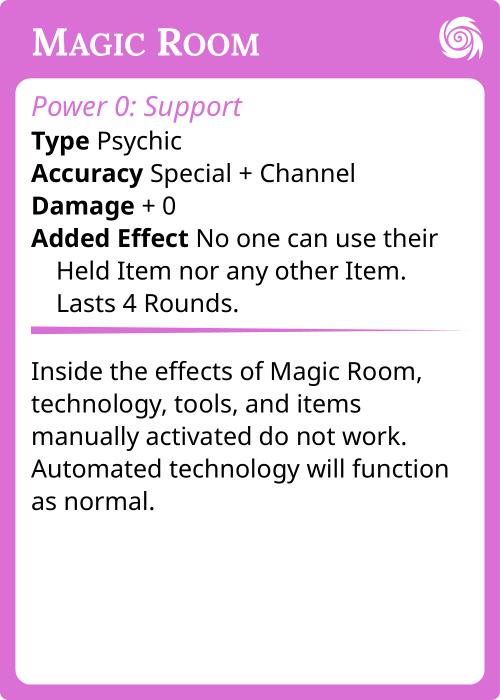 Magic Room
Power 0: Support
Type Psychic
Accuracy Special + Channel
Damage + 0
Added Effect No one can use their
Held Item nor any other Item.
Lasts 4 Rounds.
Inside the effects of Magic Room,
technology, tools, and items
manually activated do not work.
Automated technology will function
as normal.